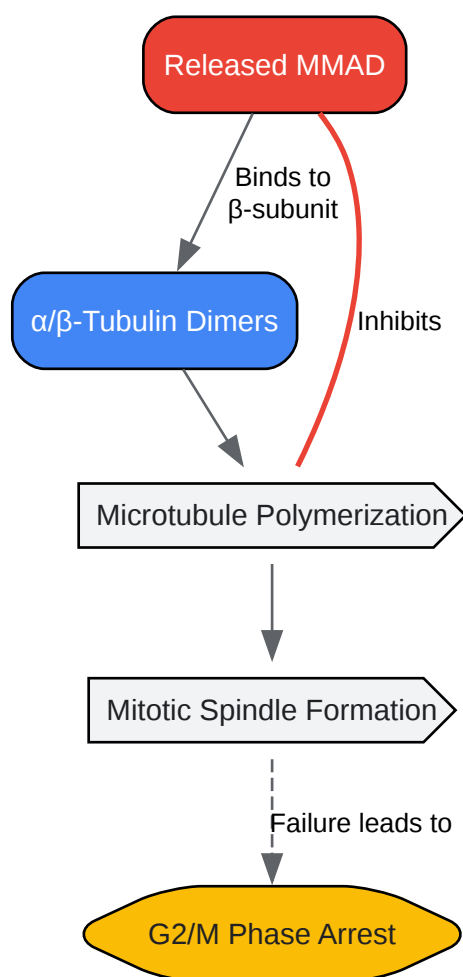 Released MMAD
Binds to
β-subunit
α/β-Tubulin Dimers
Inhibits
Microtubule Polymerization
Mitotic Spindle Formation
Failure leads to
G2/M Phase Arrest